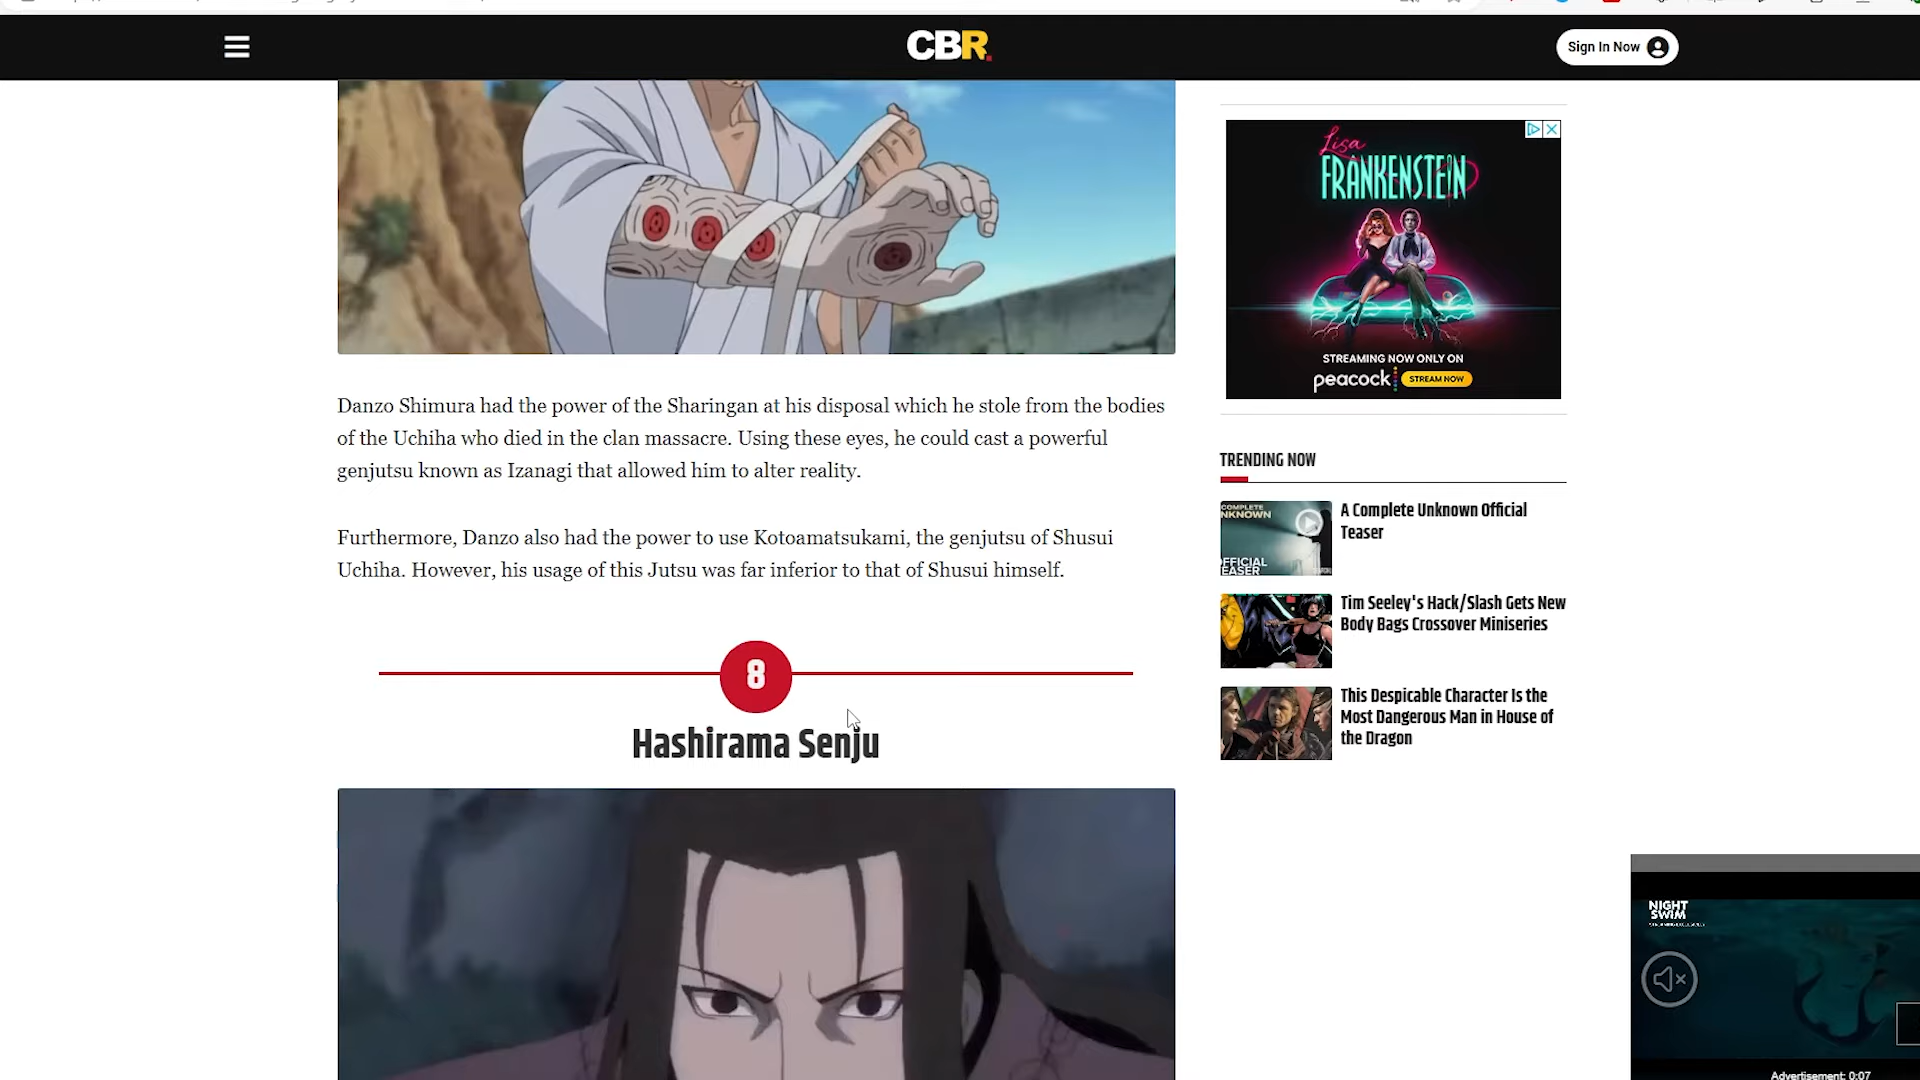 CBR.
Sign In Now
Danzo Shimura had the power of the Sharingan at his disposal which he stole from the bodies
of the Uchiha who died in the clan massacre. Using these eyes, he could cast a powerful
genjutsu known as Izanagi that allowed him to alter reality.
Furthermore, Danzo also had the power to use Kotoamatsukami, the genjutsu of Shusui
Uchiha. However, his usage of this Jutsu was far inferior to that of Shusui himself.
8
Hashirama Senju
Lisa
FRANKENSTEIN
STREAMING NOW ONLY ON
peacock
STREAM NOW
TRENDING NOW
COMPLETE
NKNOWN
FFICIAL
EASER
A Complete Unknown Official
Teaser
Tim Seeley's Hack/Slash Gets New
Body Bags Crossover Miniseries
This Despicable Character Is the
Most Dangerous Man in House of
the Dragon
NIGHT
SWIM
Advertisement: 0:07